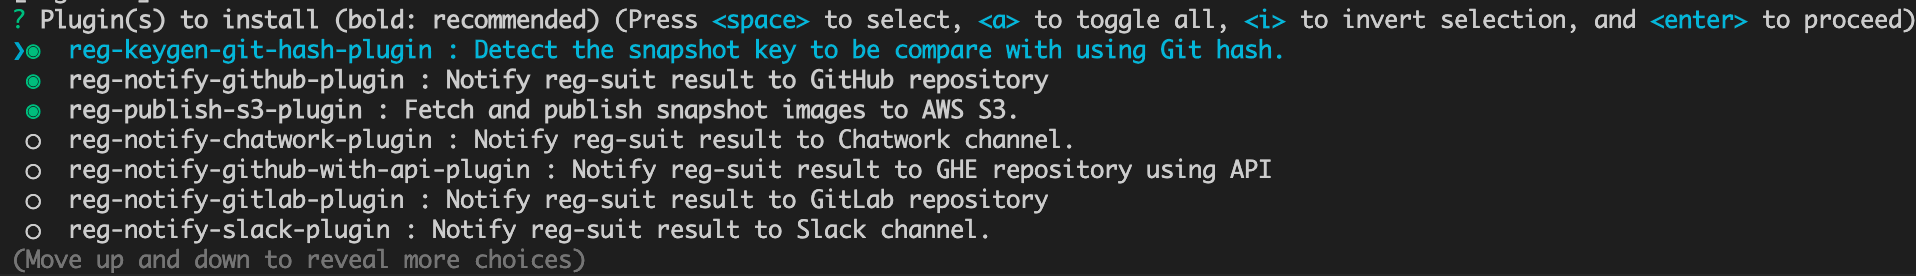 ? Plugin(s) to install (bold: recommended) (Press <space> to select, <a> to toggle all, <i> to invert selection, and <enter> to proceed)
❯◉ reg-keygen-git-hash-plugin : Detect the snapshot key to be compare with using Git hash.
◉ reg-notify-github-plugin : Notify reg-suit result to GitHub repository
◉ reg-publish-s3-plugin : Fetch and publish snapshot images to AWS S3.
◯ reg-notify-chatwork-plugin : Notify reg-suit result to Chatwork channel.
◯ reg-notify-github-with-api-plugin : Notify reg-suit result to GHE repository using API
◯ reg-notify-gitlab-plugin : Notify reg-suit result to GitLab repository
◯ reg-notify-slack-plugin : Notify reg-suit result to Slack channel.
(Move up and down to reveal more choices)